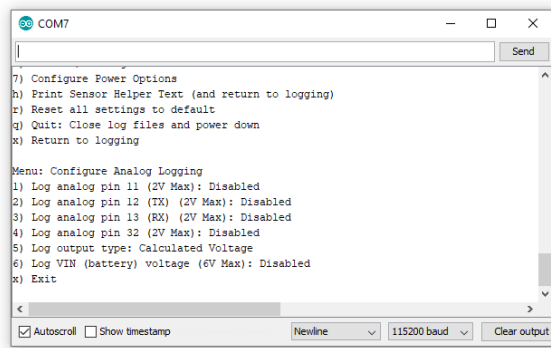 COM7
Send
7) Configure Power Options
h) Print Sensor Helper Text (and return to logging)
r) Reset all settings to default
q) Quit: Close log files and power down
x) Return to logging
Menu: Configure Analog Logging
1) Log analog pin 11 (2V Max): Disabled
2) Log analog pin 12 (TX) (2V Max): Disabled
3) Log analog pin 13 (RX) (2V Max): Disabled
4) Log analog pin 32 (2V Max): Disabled
5) Log output type: Calculated Voltage
6) Log VIN (battery) voltage (6V Max): Disabled
x) Exit
Autoscroll Show timestamp Newline 115200 baud Clear output